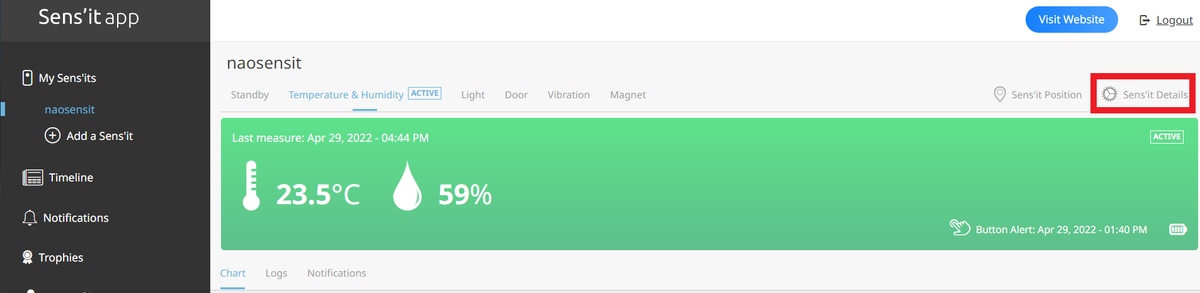 Sens'it app
Visit Website
Logout
My Sens'its
naosensit
Add a Sens'it
Timeline
Notifications
Trophies
naosensit
Standby Temperature & Humidity ACTIVE Light Door Vibration Magnet Sens'it Position Sens'it Details
Last measure: Apr 29, 2022 - 04:44 PM ACTIVE
23.5°C 59%
Button Alert: Apr 29, 2022 - 01:40 PM
Chart Logs Notifications